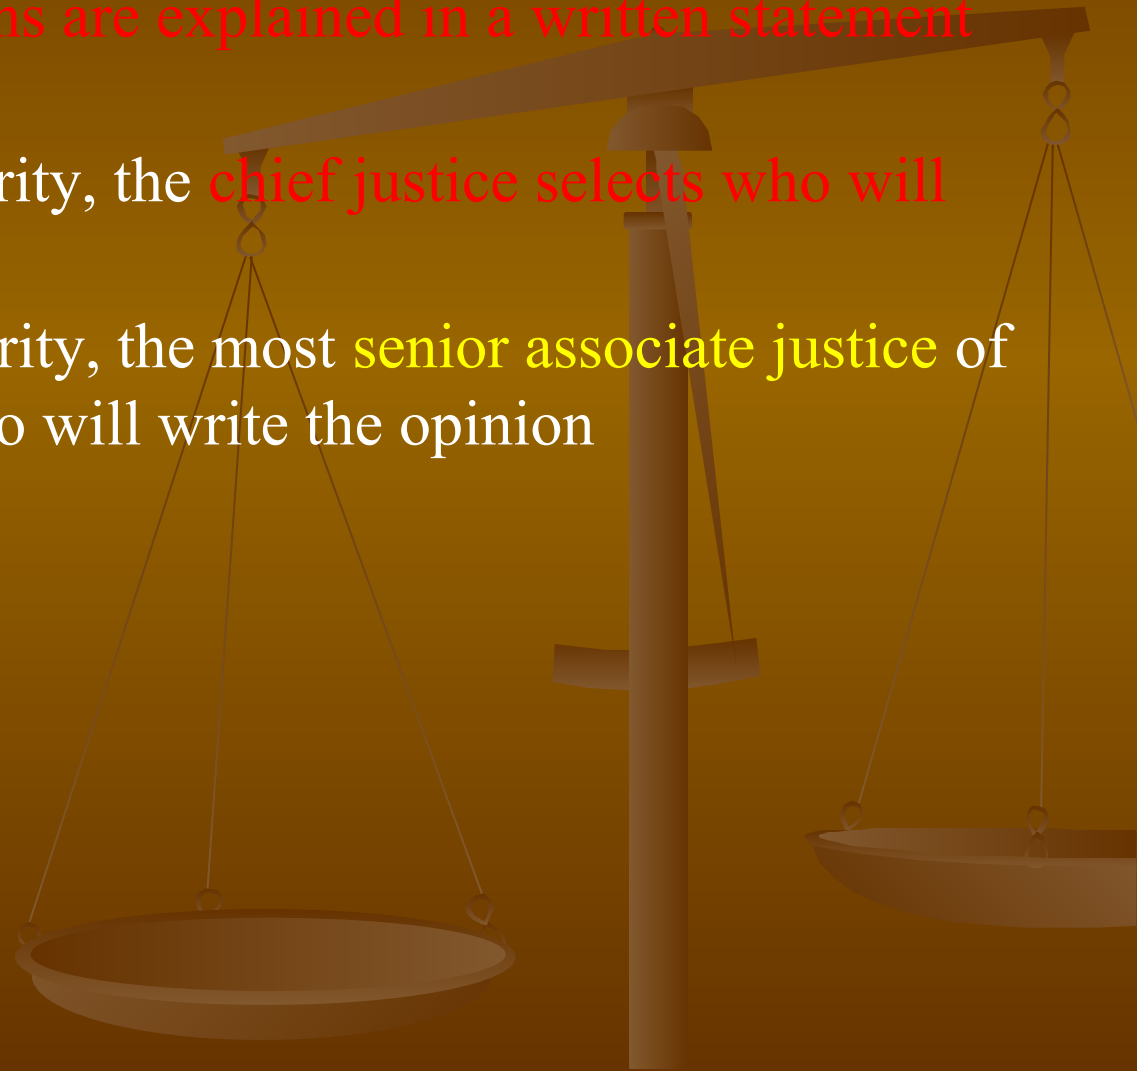 ns are explained in a written statement
rity, the chief justice selects who will
rity, the most senior associate justice of
o will write the opinion